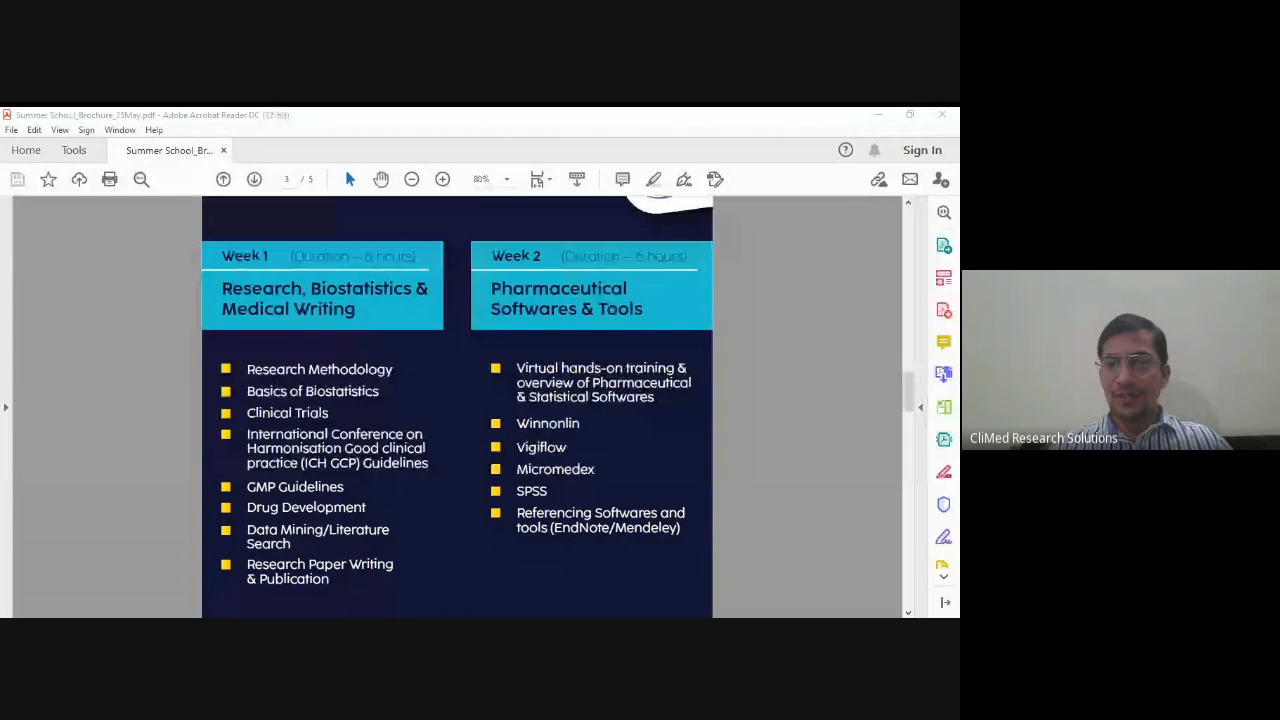 Summer School_Brochure_25May.pdf - Adobe Acrobat Reader DC
File Edit View Sign Window Help
Home Tools Summer School_Br... × Sign In
3 / 5 80%
Week 1 (Duration – 6 hours)
Research, Biostatistics &
Medical Writing
Research Methodology
Basics of Biostatistics
Clinical Trials
International Conference on
Harmonisation Good clinical
practice (ICH GCP) Guidelines
GMP Guidelines
Drug Development
Data Mining/Literature
Search
Research Paper Writing
& Publication
Week 2 (Duration – 6 hours)
Pharmaceutical
Softwares & Tools
Virtual hands-on training &
overview of Pharmaceutical
& Statistical Softwares
Winnonlin
Vigiflow
Micromedex
SPSS
Referencing Softwares and
tools (EndNote/Mendeley)
CliMed Research Solutions